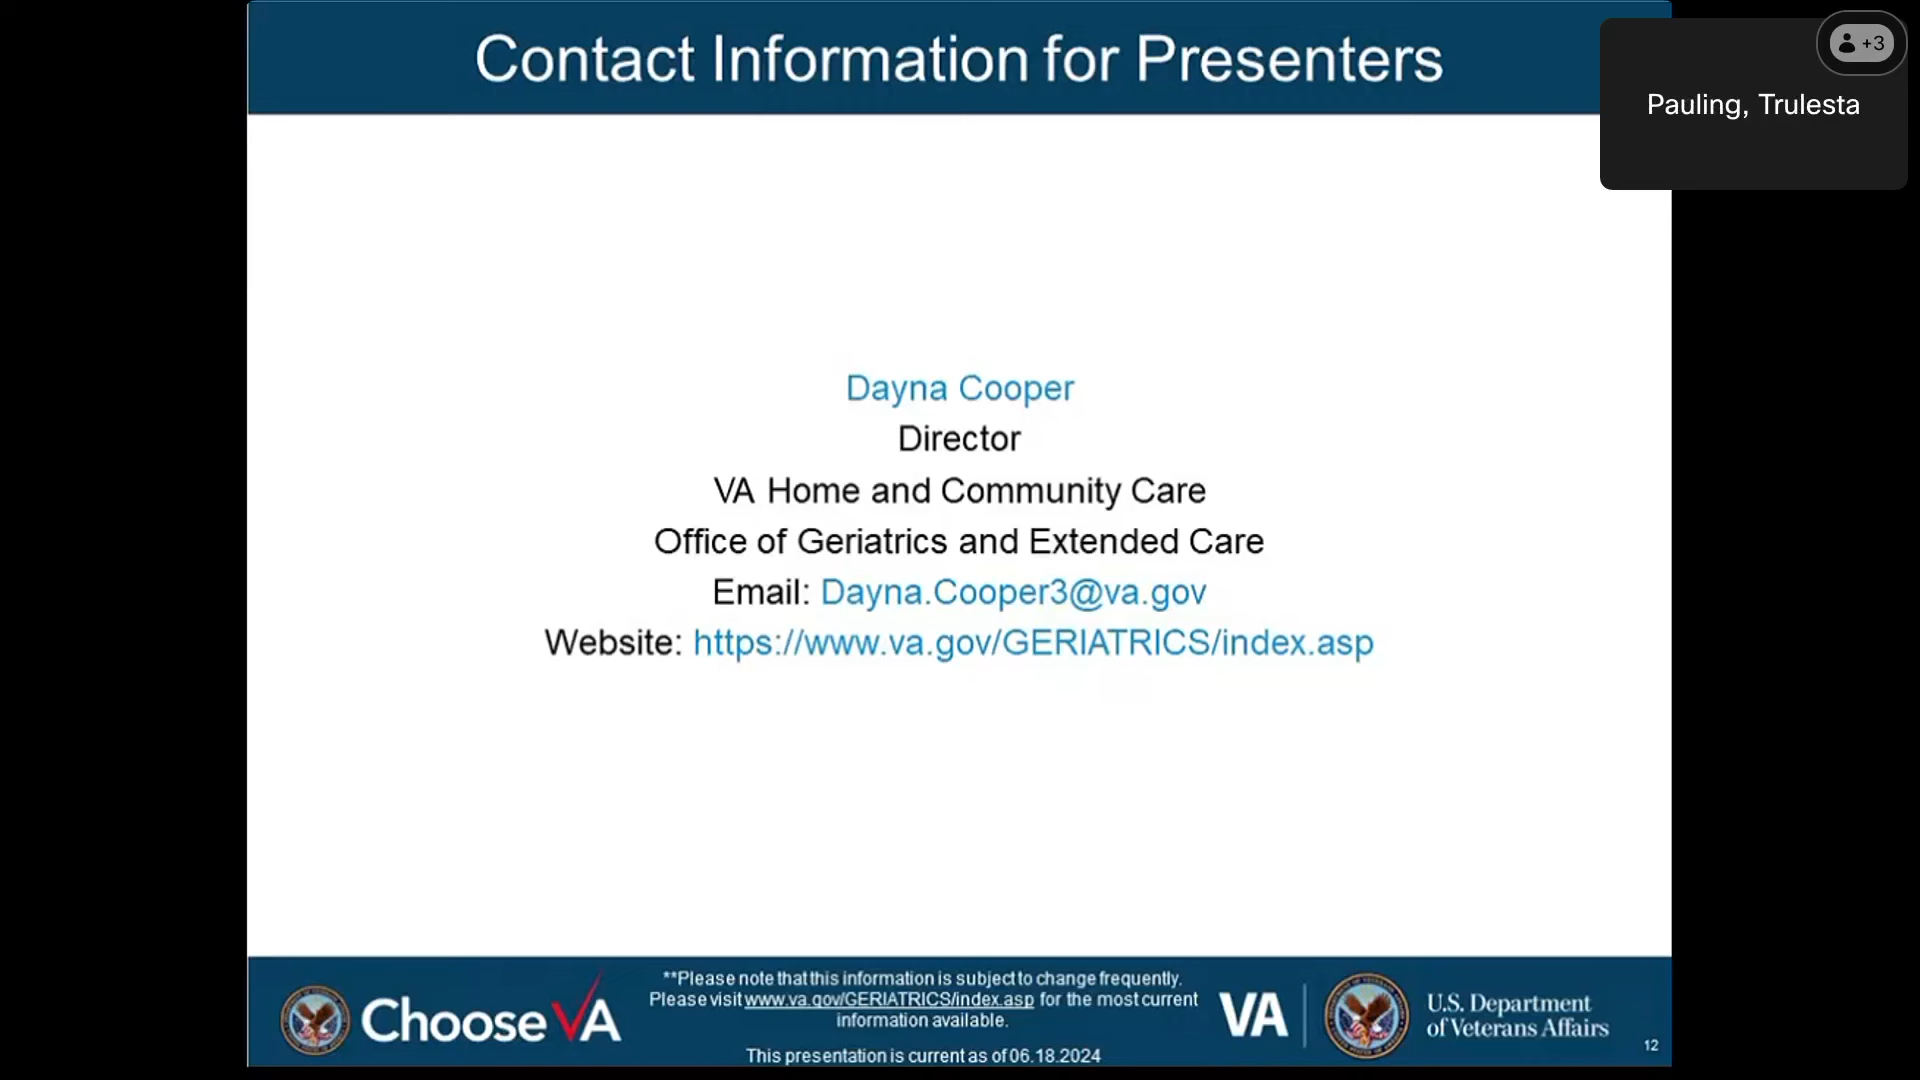 Contact Information for Presenters
+3
Pauling, Trulesta
Dayna Cooper
Director
VA Home and Community Care
Office of Geriatrics and Extended Care
Email: Dayna.Cooper3@va.gov
Website: https://www.va.gov/GERIATRICS/index.asp
Choose VA
**Please note that this information is subject to change frequently.
Please visit www.va.gov/GERIATRICS/index.asp for the most current
information available.
This presentation is current as of 06.18.2024
VA
U.S. Department
of Veterans Affairs
12